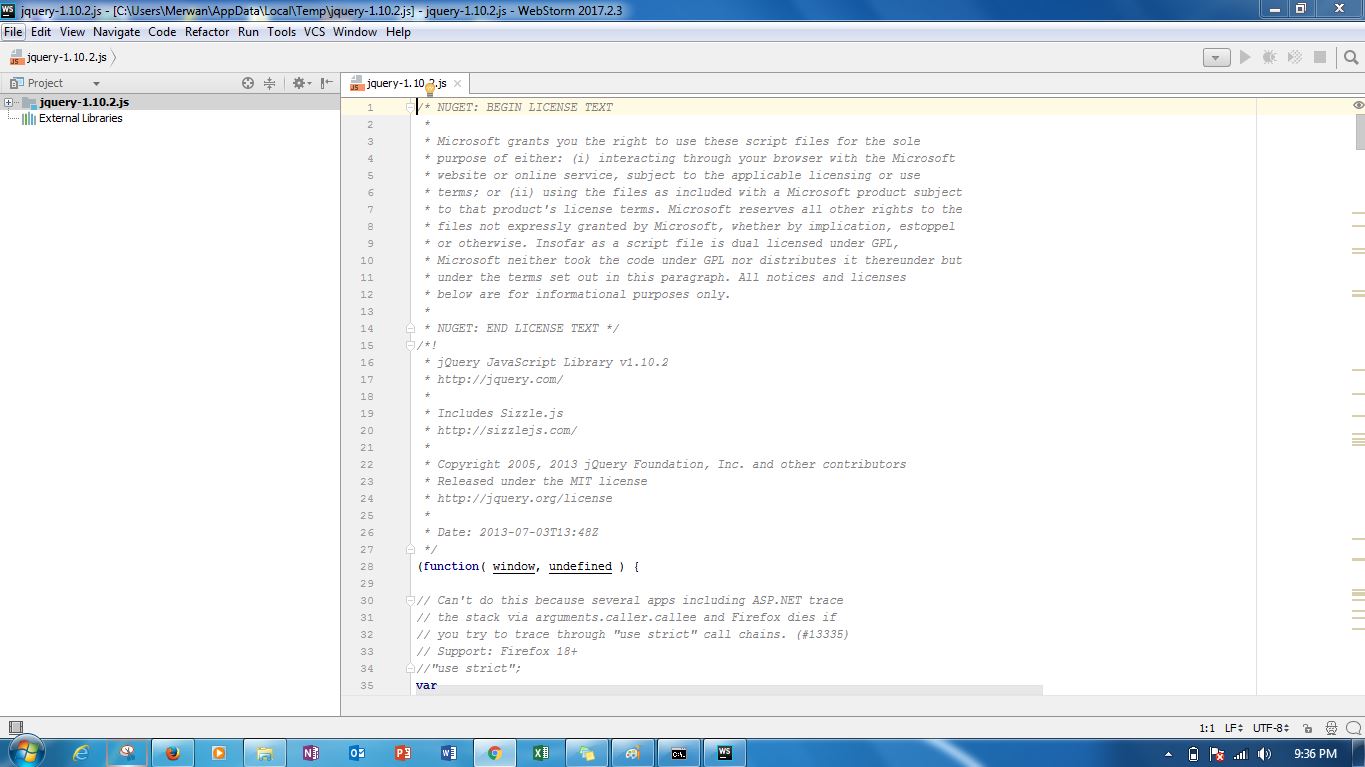 jquery-1.10.2.js - [C:\Users\Merwan\AppData\Local\Temp\jquery-1.10.2.js] - jquery-1.10.2.js - WebStorm 2017.2.3
File Edit View Navigate Code Refactor Run Tools VCS Window Help
jquery-1.10.2.js
Project
jquery-1.10.2.js
jquery-1.10.2.js
External Libraries
1 /* NUGET: BEGIN LICENSE TEXT
2 *
3 * Microsoft grants you the right to use these script files for the sole
4 * purpose of either: (i) interacting through your browser with the Microsoft
5 * website or online service, subject to the applicable licensing or use
6 * terms; or (ii) using the files as included with a Microsoft product subject
7 * to that product's license terms. Microsoft reserves all other rights to the
8 * files not expressly granted by Microsoft, whether by implication, estoppel
9 * or otherwise. Insofar as a script file is dual licensed under GPL,
10 * Microsoft neither took the code under GPL nor distributes it thereunder but
11 * under the terms set out in this paragraph. All notices and licenses
12 * below are for informational purposes only.
13 *
14 * NUGET: END LICENSE TEXT */
15 /*!
16 * jQuery JavaScript Library v1.10.2
17 * http://jquery.com/
18 *
19 * Includes Sizzle.js
20 * http://sizzlejs.com/
21 *
22 * Copyright 2005, 2013 jQuery Foundation, Inc. and other contributors
23 * Released under the MIT license
24 * http://jquery.org/license
25 *
26 * Date: 2013-07-03T13:48Z
27 */
28 (function( window, undefined ) {
29
30 // Can't do this because several apps including ASP.NET trace
31 // the stack via arguments.caller.callee and Firefox dies if
32 // you try to trace through "use strict" call chains. (#13335)
33 // Support: Firefox 18+
34 //"use strict";
35 var
1:1 LF UTF-8
9:36 PM